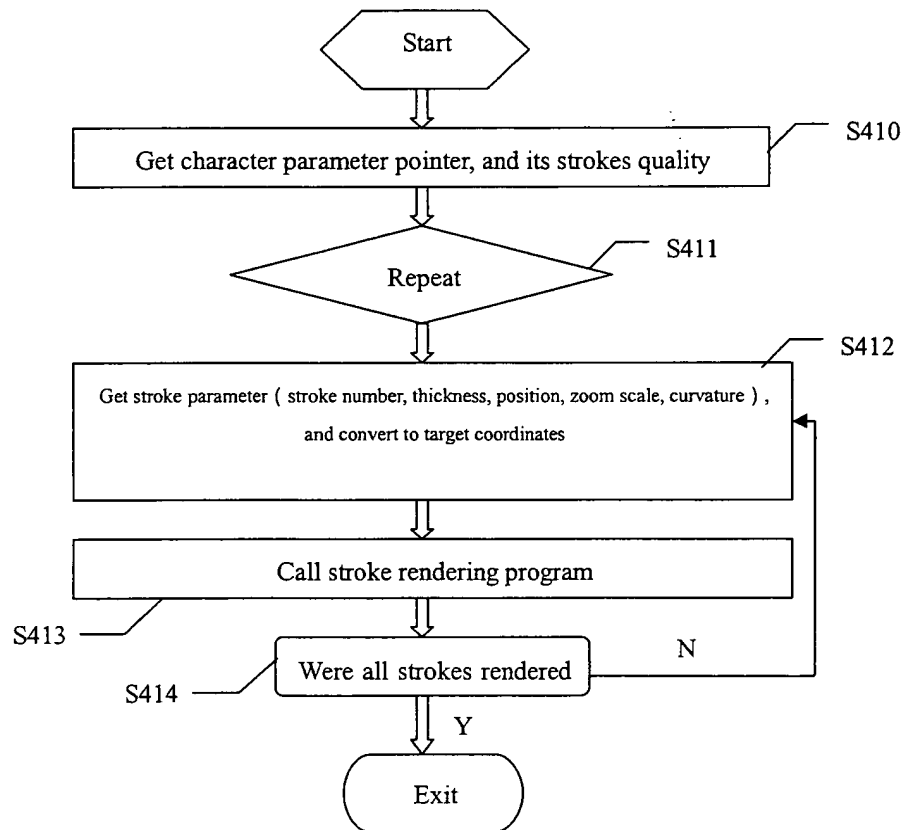 Start
S410
Get character parameter pointer, and its strokes quality
S411
Repeat
S412
Get stroke parameter ( stroke number, thickness, position, zoom scale, curvature ) ,
and convert to target coordinates
Call stroke rendering program
S413
Were all strokes rendered
N
S414
Y
Exit